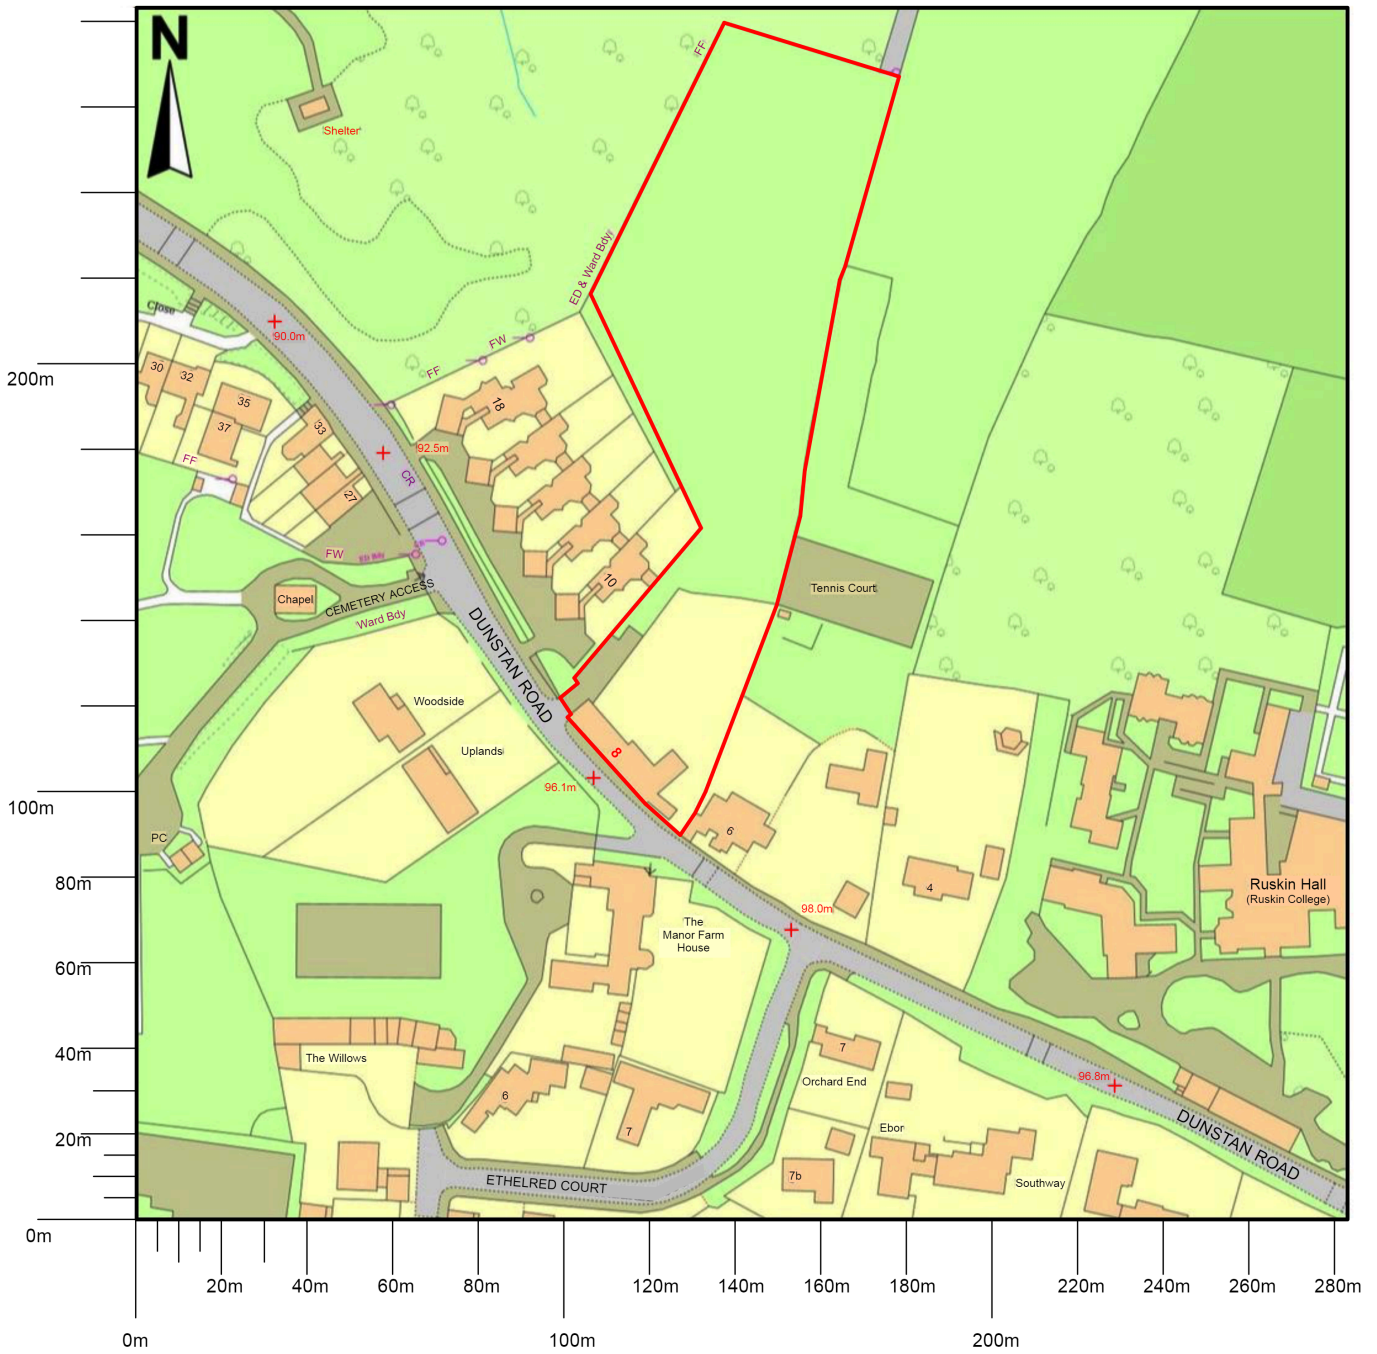 N
FF
Shelter
ED & Ward Bdy
Close
90.0m
FW
FF
30
32
35
37
33
27
FF
18
92.5m
CR
200m
FW
ED Bdy
10
Chapel
CEMETERY ACCESS
Ward Bdy
Tennis Court
DUNSTAN ROAD
Woodside
Uplands
8
96.1m
100m
PC
6
4
80m
98.0m
The
Manor Farm
House
Ruskin Hall
(Ruskin College)
60m
40m
The Willows
7
Orchard End
96.8m
6
7
Ebor
DUNSTAN ROAD
20m
7b
Southway
ETHELRED COURT
0m
20m
40m
60m
80m
120m
140m
160m
180m
220m
240m
260m
280m
0m
100m
200m